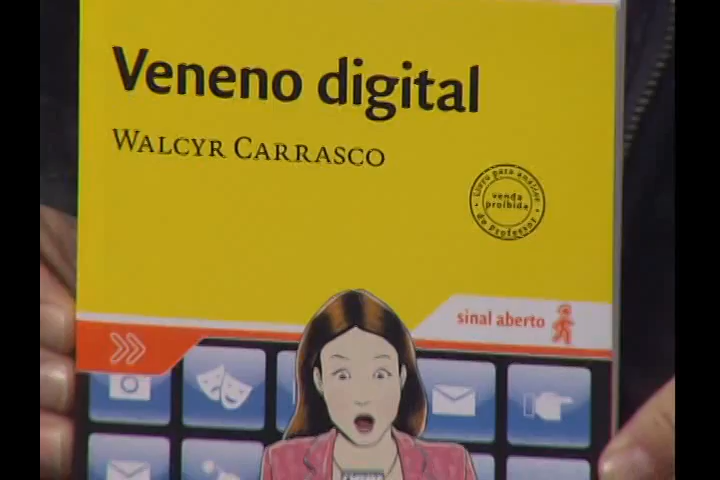 Veneno digital
WALCYR CARRASCO
Livro para análise
venda
proibida
do professor
sinal aberto